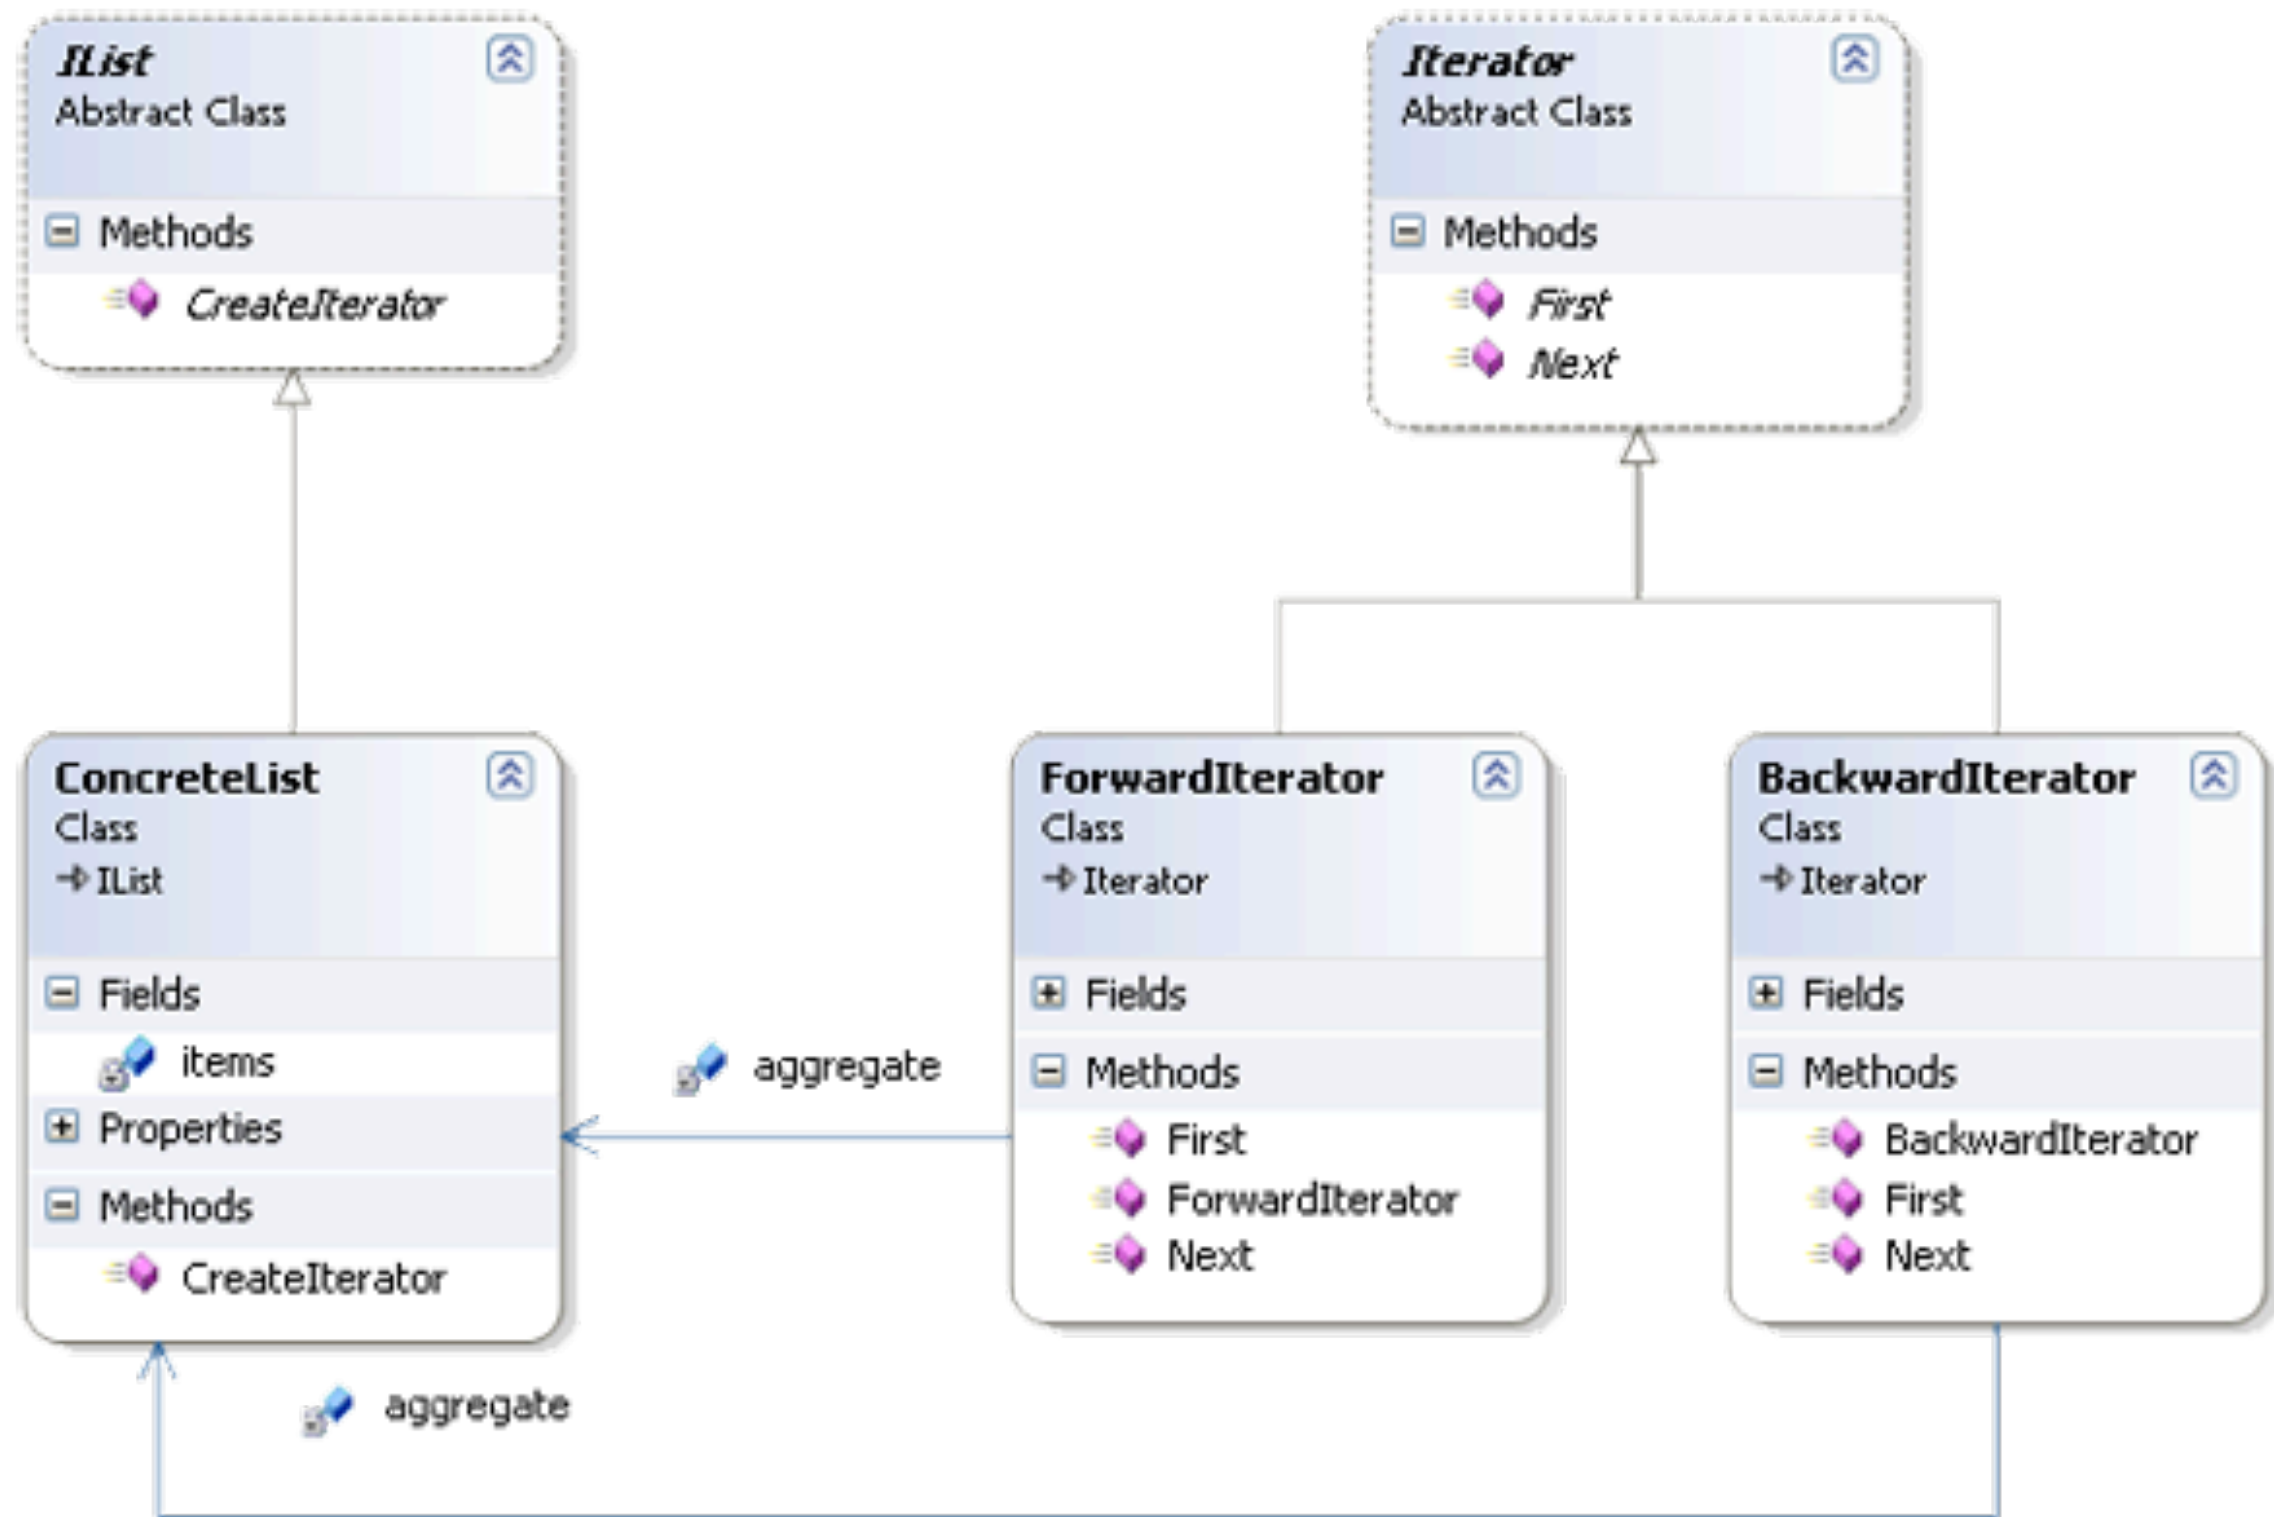 IList
Abstract Class
Methods
CreateIterator
Iterator
Abstract Class
Methods
First
Next
ConcreteList
Class
IList
Fields
items
Properties
Methods
CreateIterator
aggregate
ForwardIterator
Class
Iterator
Fields
Methods
First
ForwardIterator
Next
BackwardIterator
Class
Iterator
Fields
Methods
BackwardIterator
First
Next
aggregate